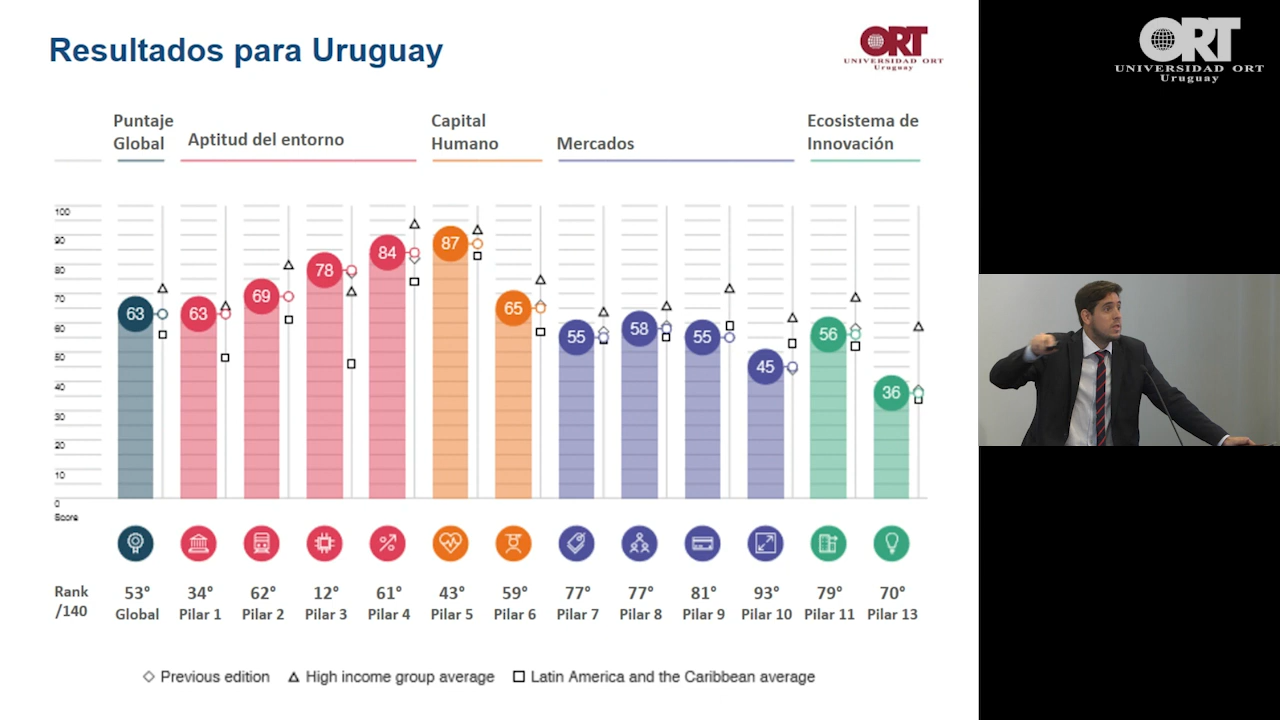 Resultados para Uruguay
ORT
UNIVERSIDAD ORT
Uruguay
ORT
UNIVERSIDAD ORT
Uruguay
Puntaje
Global
Aptitud del entorno
Capital
Humano
Mercados
Ecosistema de
Innovación
100
90
80
70
60
50
40
30
20
10
0
Score
63 63 69 78 84 87 65 55 58 55 45 56 36
Rank
/140
53° 34° 62° 12° 61° 43° 59° 77° 77° 81° 93° 79° 70°
Global Pilar 1 Pilar 2 Pilar 3 Pilar 4 Pilar 5 Pilar 6 Pilar 7 Pilar 8 Pilar 9 Pilar 10 Pilar 11 Pilar 13
Previous edition High income group average Latin America and the Caribbean average